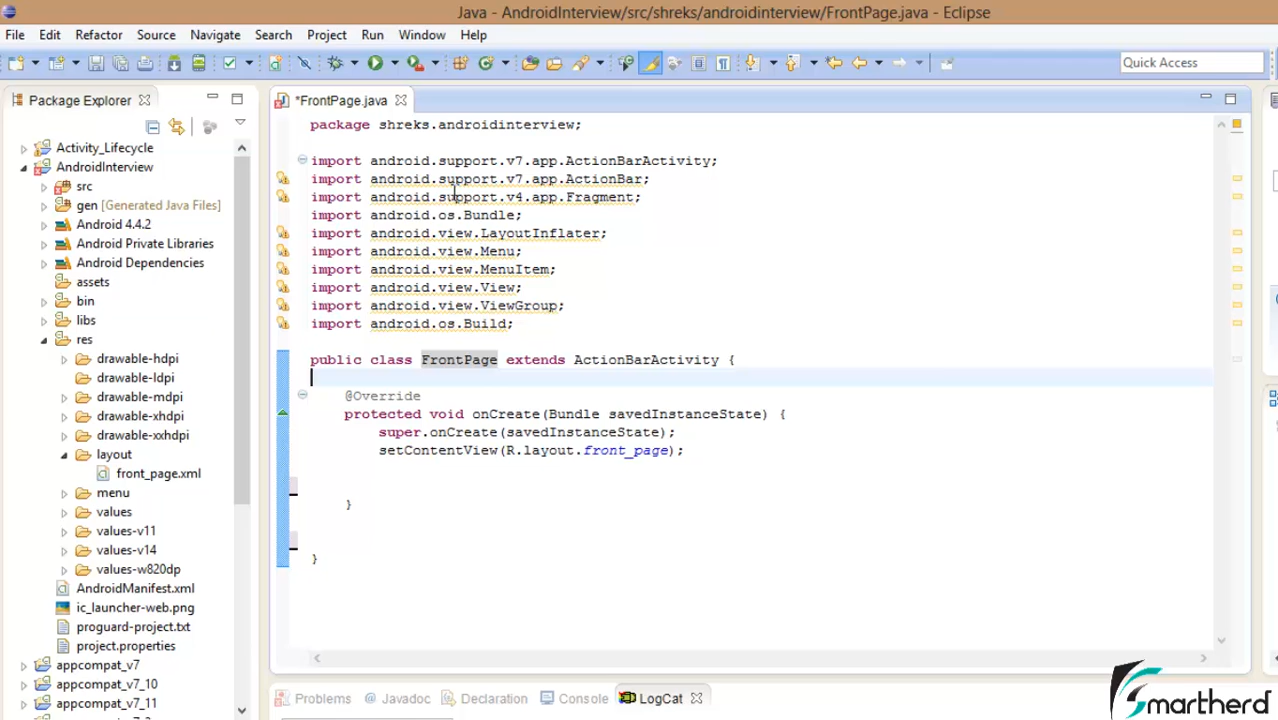 Java - AndroidInterview/src/shreks/androidinterview/FrontPage.java - Eclipse
File Edit Refactor Source Navigate Search Project Run Window Help
Quick Access
Package Explorer
Activity_Lifecycle
AndroidInterview
src
gen [Generated Java Files]
Android 4.4.2
Android Private Libraries
Android Dependencies
assets
bin
libs
res
drawable-hdpi
drawable-ldpi
drawable-mdpi
drawable-xhdpi
drawable-xxhdpi
layout
front_page.xml
menu
values
values-v11
values-v14
values-w820dp
AndroidManifest.xml
ic_launcher-web.png
proguard-project.txt
project.properties
appcompat_v7
appcompat_v7_10
appcompat_v7_11
*FrontPage.java
package shreks.androidinterview;
import android.support.v7.app.ActionBarActivity;
import android.support.v7.app.ActionBar;
import android.support.v4.app.Fragment;
import android.os.Bundle;
import android.view.LayoutInflater;
import android.view.Menu;
import android.view.MenuItem;
import android.view.View;
import android.view.ViewGroup;
import android.os.Build;
public class FrontPage extends ActionBarActivity {
@Override
protected void onCreate(Bundle savedInstanceState) {
super.onCreate(savedInstanceState);
setContentView(R.layout.front_page);
}
}
Problems @ Javadoc Declaration Console LogCat
Smartherd